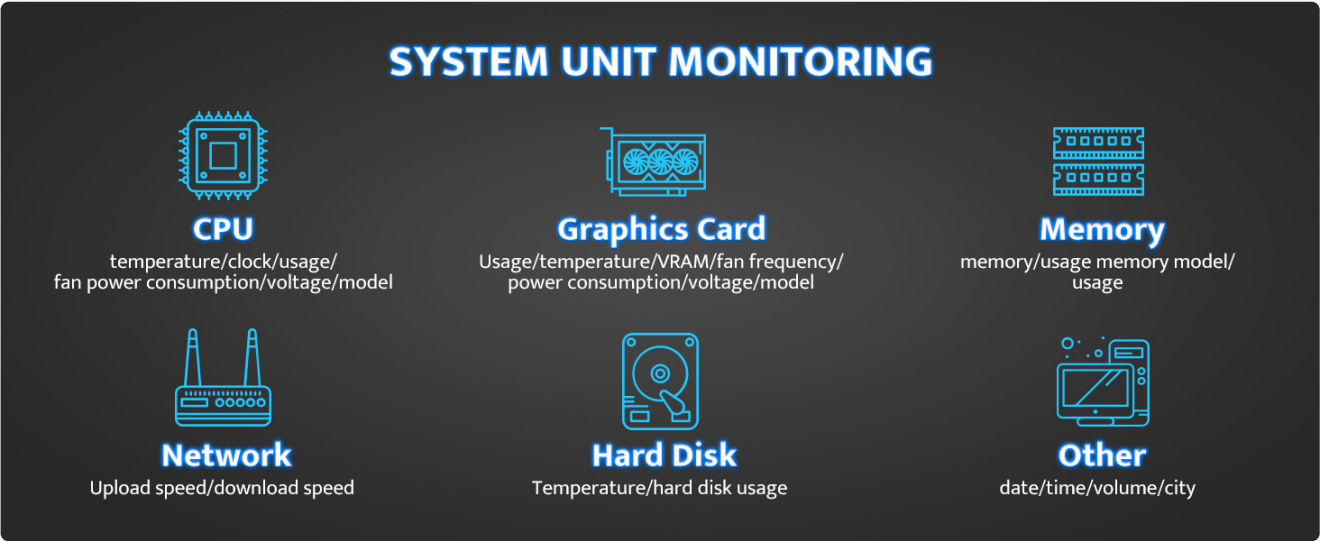 SYSTEM UNIT MONITORING
CPU
temperature/clock/usage/
fan power consumption/voltage/model
Graphics Card
Usage/temperature/VRAM/fan frequency/
power consumption/voltage/model
Memory
memory/usage memory model/
usage
Network
Upload speed/download speed
Hard Disk
Temperature/hard disk usage
Other
date/time/volume/city